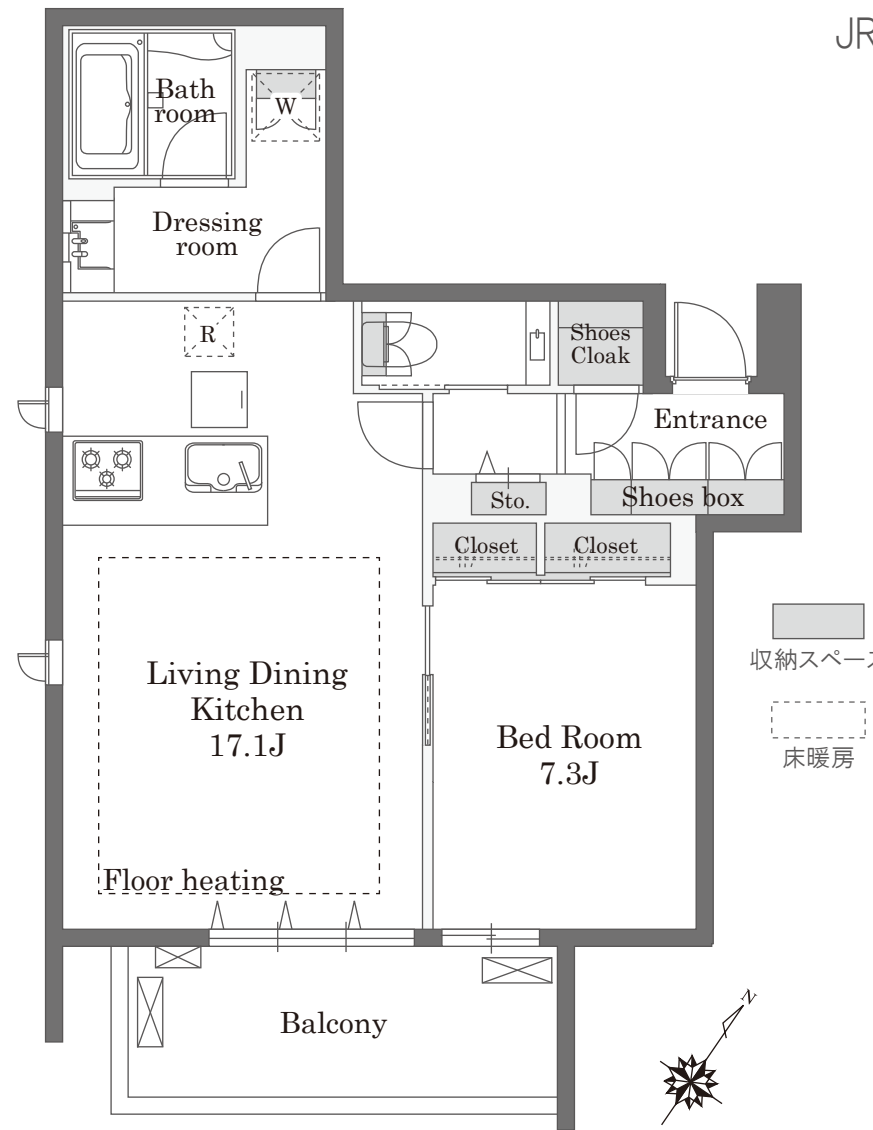 JR
Bath
room
W
Dressing
room
R
Shoes
Cloak
Entrance
Sto.
Shoes box
Closet
Closet
収納スペース
Living Dining
Kitchen
17.1J
Bed Room
7.3J
床暖房
Floor heating
Balcony
N